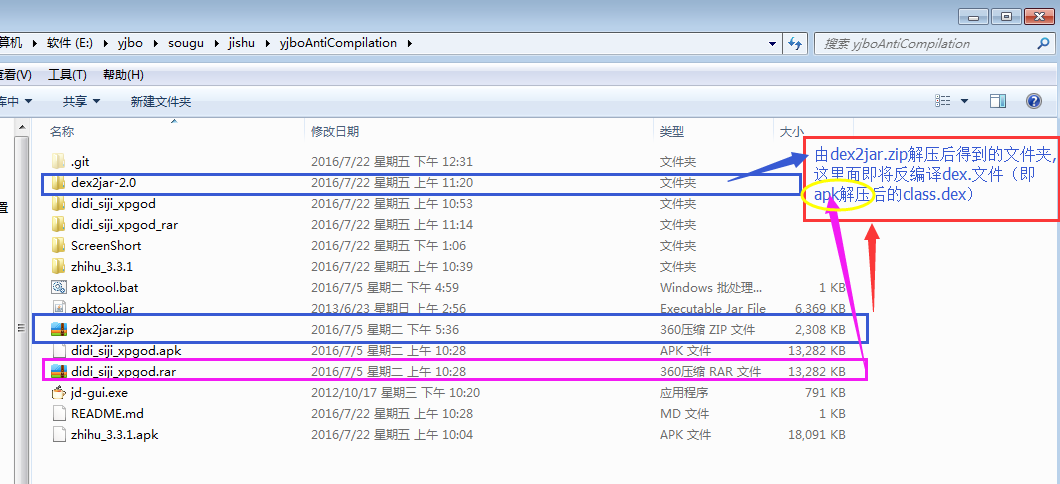 算机 ▸ 软件 (E:) ▸ yjbo ▸ sougu ▸ jishu ▸ yjboAntiCompilation ▸
搜索 yjboAntiCompilation
查看(V) 工具(T) 帮助(H)
库中 共享 新建文件夹
名称 修改日期 类型 大小
.git 2016/7/22 星期五 下午 12:31 文件夹
dex2jar-2.0 2016/7/22 星期五 上午 11:20 文件夹
didi_siji_xpgod 2016/7/22 星期五 上午 10:53 文件夹
didi_siji_xpgod_rar 2016/7/22 星期五 上午 11:14 文件夹
ScreenShort 2016/7/22 星期五 下午 1:06 文件夹
zhihu_3.3.1 2016/7/22 星期五 上午 10:39 文件夹
apktool.bat 2016/7/5 星期二 下午 4:59 Windows 批处理... 1 KB
apktool.jar 2013/6/23 星期日 上午 2:56 Executable Jar File 6,369 KB
dex2jar.zip 2016/7/5 星期二 下午 5:36 360压缩 ZIP 文件 2,308 KB
didi_siji_xpgod.apk 2016/7/5 星期二 上午 10:28 APK 文件 13,282 KB
didi_siji_xpgod.rar 2016/7/5 星期二 上午 10:28 360压缩 RAR 文件 13,282 KB
jd-gui.exe 2012/10/17 星期三 下午 10:20 应用程序 791 KB
README.md 2016/7/22 星期五 上午 10:28 MD 文件 1 KB
zhihu_3.3.1.apk 2016/7/22 星期五 上午 10:04 APK 文件 18,091 KB
由dex2jar.zip解压后得到的文件夹,
这里面即将反编译dex.文件（即
apk解压后的class.dex）
置